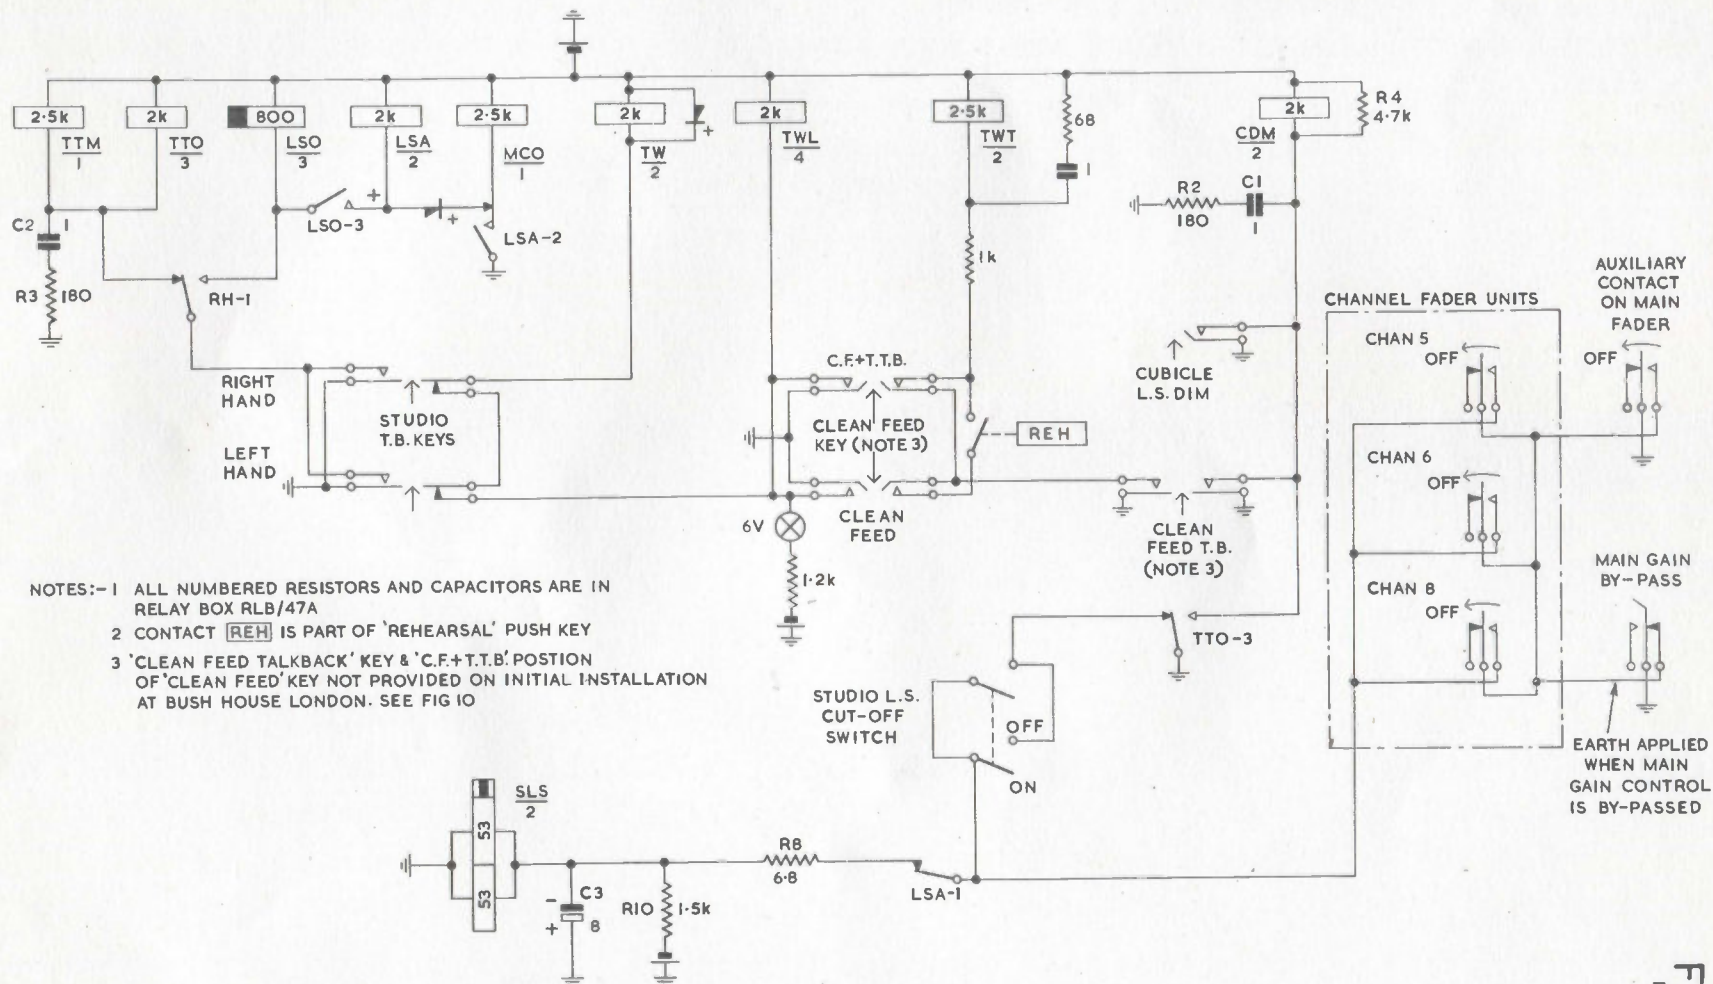 2·5k
TTM
1
2k
TTO
3
800
LSO
3
2k
LSA
2
2·5k
MCO
1
2k
TW
2
+
2k
TWL
4
2·5k
TWT
2
68
1
2k
CDM
2
R4
4.7k
C2
1
R3
180
LSO-3
+
+
LSA-2
RH-1
1k
R2
180
C1
1
RIGHT
HAND
LEFT
HAND
STUDIO
T.B. KEYS
C.F.+T.T.B.
CLEAN FEED
KEY (NOTE 3)
CLEAN
FEED
REH
6V
1·2k
CUBICLE
L.S. DIM
CLEAN
FEED T.B.
(NOTE 3)
CHANNEL FADER UNITS
CHAN 5
OFF
CHAN 6
OFF
CHAN 8
OFF
AUXILIARY
CONTACT
ON MAIN
FADER
OFF
MAIN GAIN
BY-PASS
EARTH APPLIED
WHEN MAIN
GAIN CONTROL
IS BY-PASSED
TTO-3
STUDIO L.S.
CUT-OFF
SWITCH
OFF
ON
NOTES:- 1 ALL NUMBERED RESISTORS AND CAPACITORS ARE IN
RELAY BOX RLB/47A
2 CONTACT REH IS PART OF 'REHEARSAL' PUSH KEY
3 'CLEAN FEED TALKBACK' KEY & 'C.F.+T.T.B.' POSTION
OF 'CLEAN FEED' KEY NOT PROVIDED ON INITIAL INSTALLATION
AT BUSH HOUSE LONDON. SEE FIG 10
SLS
2
53
53
-
+
C3
8
R10
1·5k
R8
6.8
LSA-1